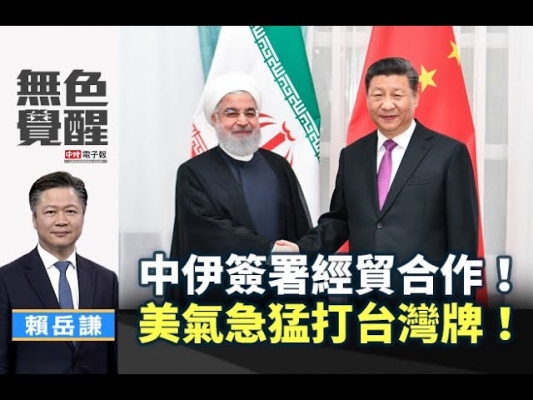 無色
覺醒
中時電子報
賴岳謙
中伊簽署經貿合作！
美氣急猛打台灣牌！